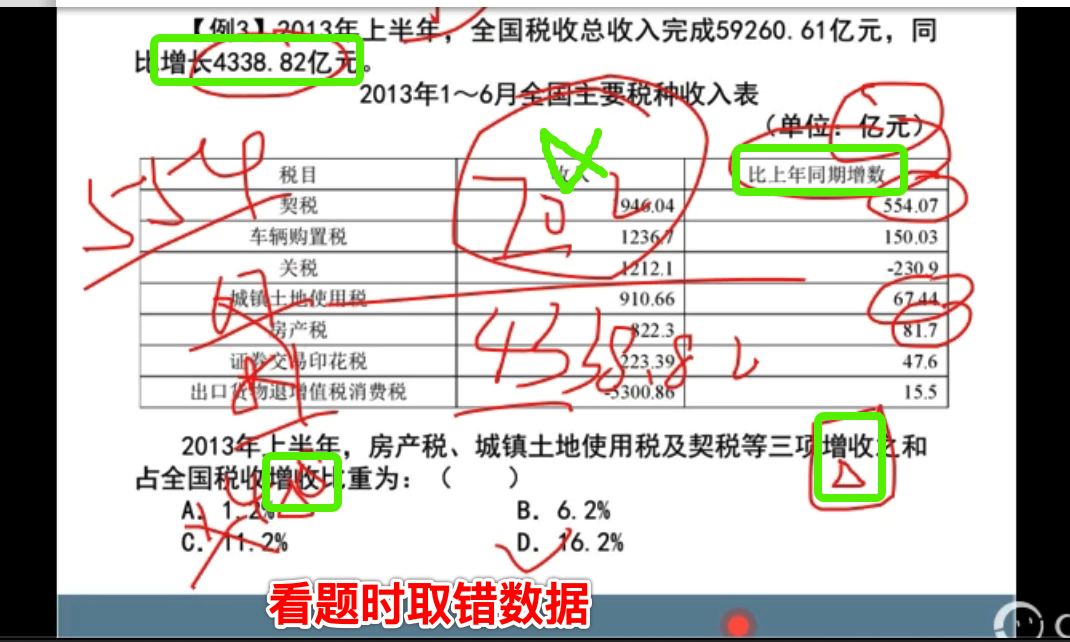 【例3】2013年上半年，全国税收总收入完成59260.61亿元，同
比增长4338.82亿元。
2013年1～6月全国主要税种收入表
（单位：亿元）
税目 收入 比上年同期增数
契税 1946.04 554.07
车辆购置税 1236.7 150.03
关税 1212.1 -230.9
城镇土地使用税 910.66 67.44
房产税 822.3 81.7
证券交易印花税 223.39 47.6
出口货物退增值税消费税 -5300.86 15.5
554
4338.82
2013年上半年，房产税、城镇土地使用税及契税等三项增收之和
占全国税收增收比重为：（ ）
A. 1.2% B. 6.2%
C. 11.2% D. 16.2%
看题时取错数据